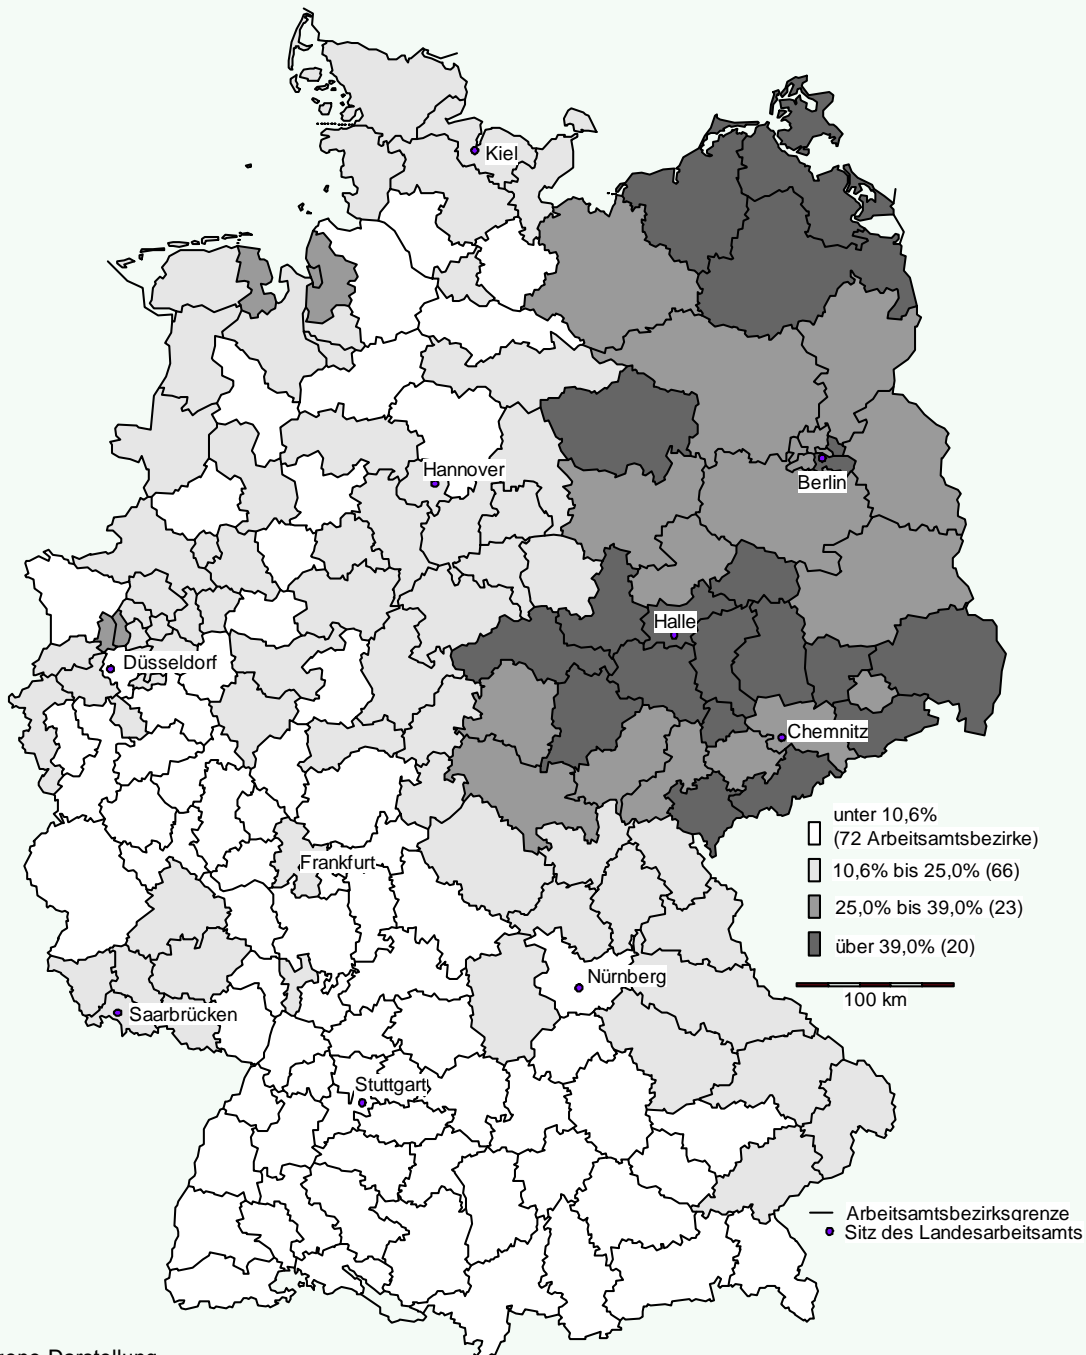 Kiel
Hannover
Berlin
Halle
Düsseldorf
Chemnitz
unter 10,6%
(72 Arbeitsamtsbezirke)
10,6% bis 25,0% (66)
25,0% bis 39,0% (23)
über 39,0% (20)
Frankfurt
Nürnberg
100 km
Saarbrücken
Stuttgart
Arbeitsamtsbezirksgrenze
Sitz des Landesarbeitsamts
Darstellung